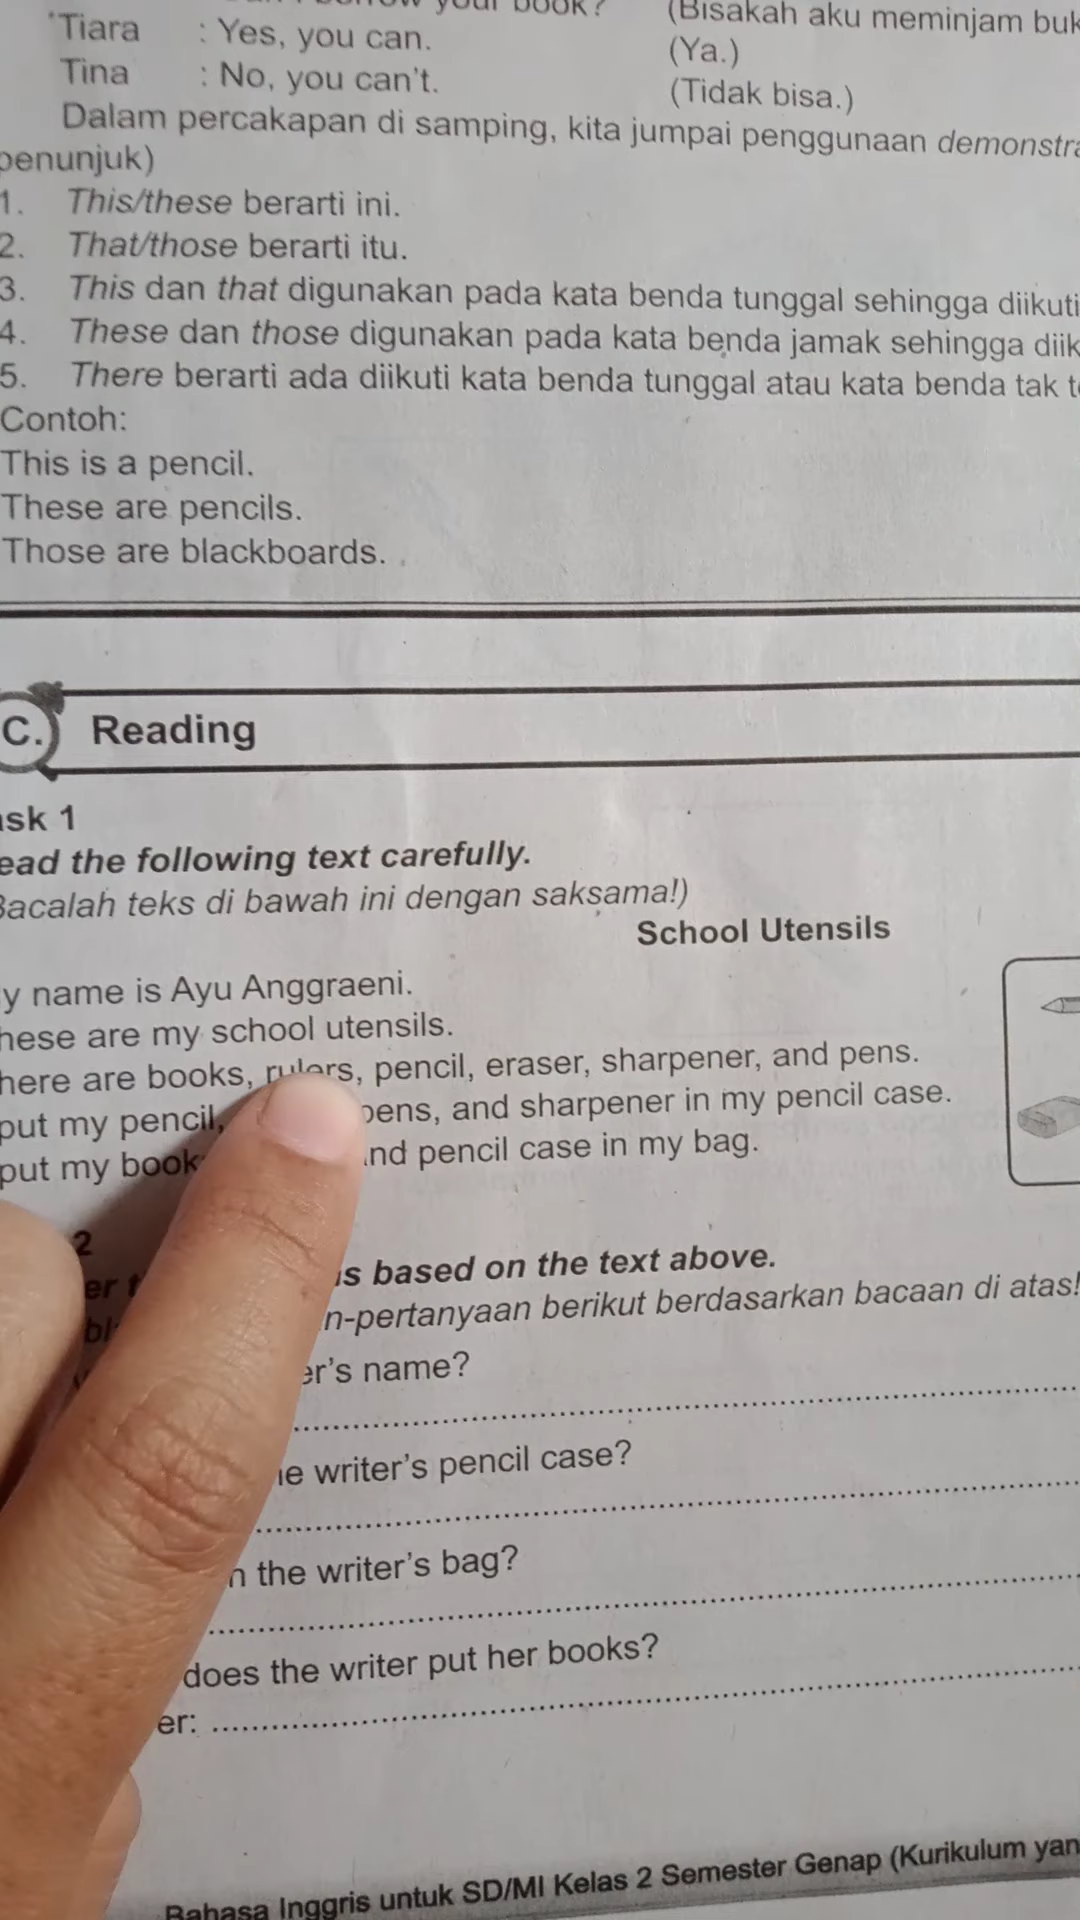 your book? (Bisakah aku meminjam buk
Tiara : Yes, you can. (Ya.)
Tina : No, you can't. (Tidak bisa.)
Dalam percakapan di samping, kita jumpai penggunaan demonstra
penunjuk)
1. This/these berarti ini.
2. That/those berarti itu.
3. This dan that digunakan pada kata benda tunggal sehingga diikuti
4. These dan those digunakan pada kata benda jamak sehingga diik
5. There berarti ada diikuti kata benda tunggal atau kata benda tak t
Contoh:
This is a pencil.
These are pencils.
Those are blackboards.
C. Reading
ask 1
ead the following text carefully.
Bacalah teks di bawah ini dengan saksama!)
School Utensils
y name is Ayu Anggraeni.
hese are my school utensils.
here are books, rulers, pencil, eraser, sharpener, and pens.
put my pencil, pens, and sharpener in my pencil case.
put my book nd pencil case in my bag.
2
er t s based on the text above.
n-pertanyaan berikut berdasarkan bacaan di atas!
er's name?
e writer's pencil case?
n the writer's bag?
does the writer put her books?
er:
Bahasa Inggris untuk SD/MI Kelas 2 Semester Genap (Kurikulum yan